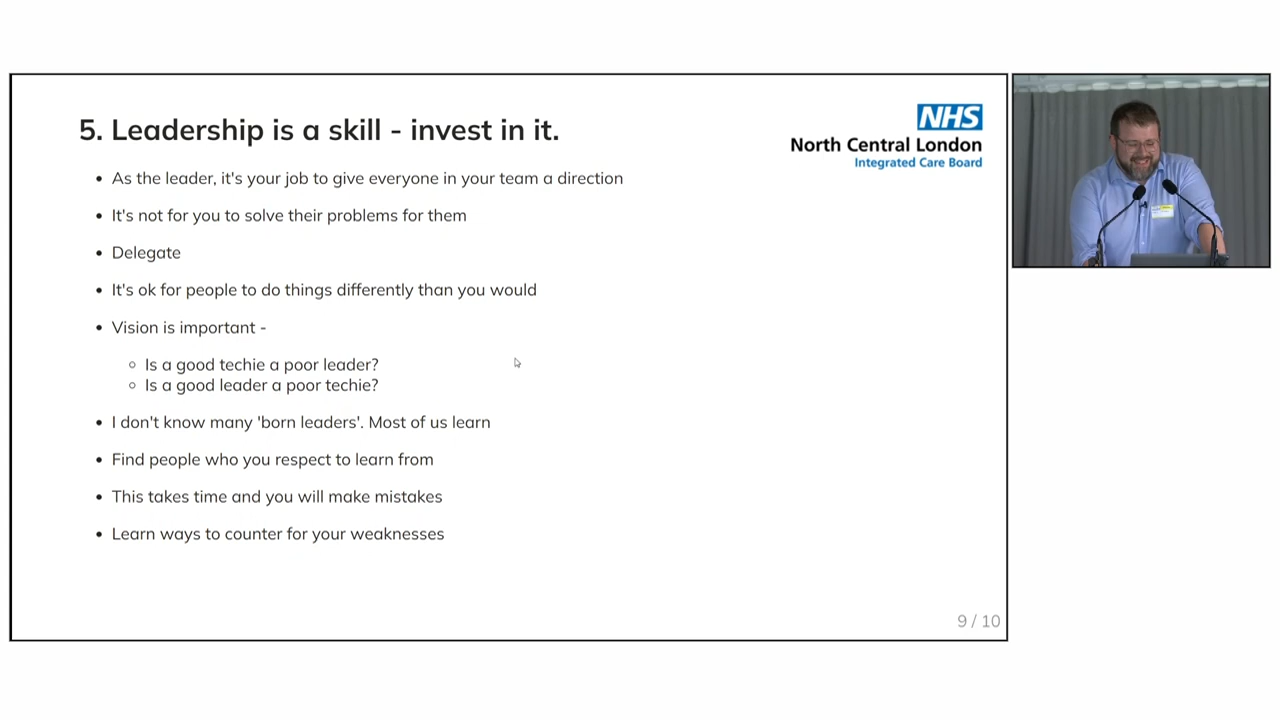 5. Leadership is a skill - invest in it.
NHS
North Central London
Integrated Care Board
As the leader, it's your job to give everyone in your team a direction
It's not for you to solve their problems for them
Delegate
It's ok for people to do things differently than you would
Vision is important -
Is a good techie a poor leader?
Is a good leader a poor techie?
I don't know many 'born leaders'. Most of us learn
Find people who you respect to learn from
This takes time and you will make mistakes
Learn ways to counter for your weaknesses
9 / 10